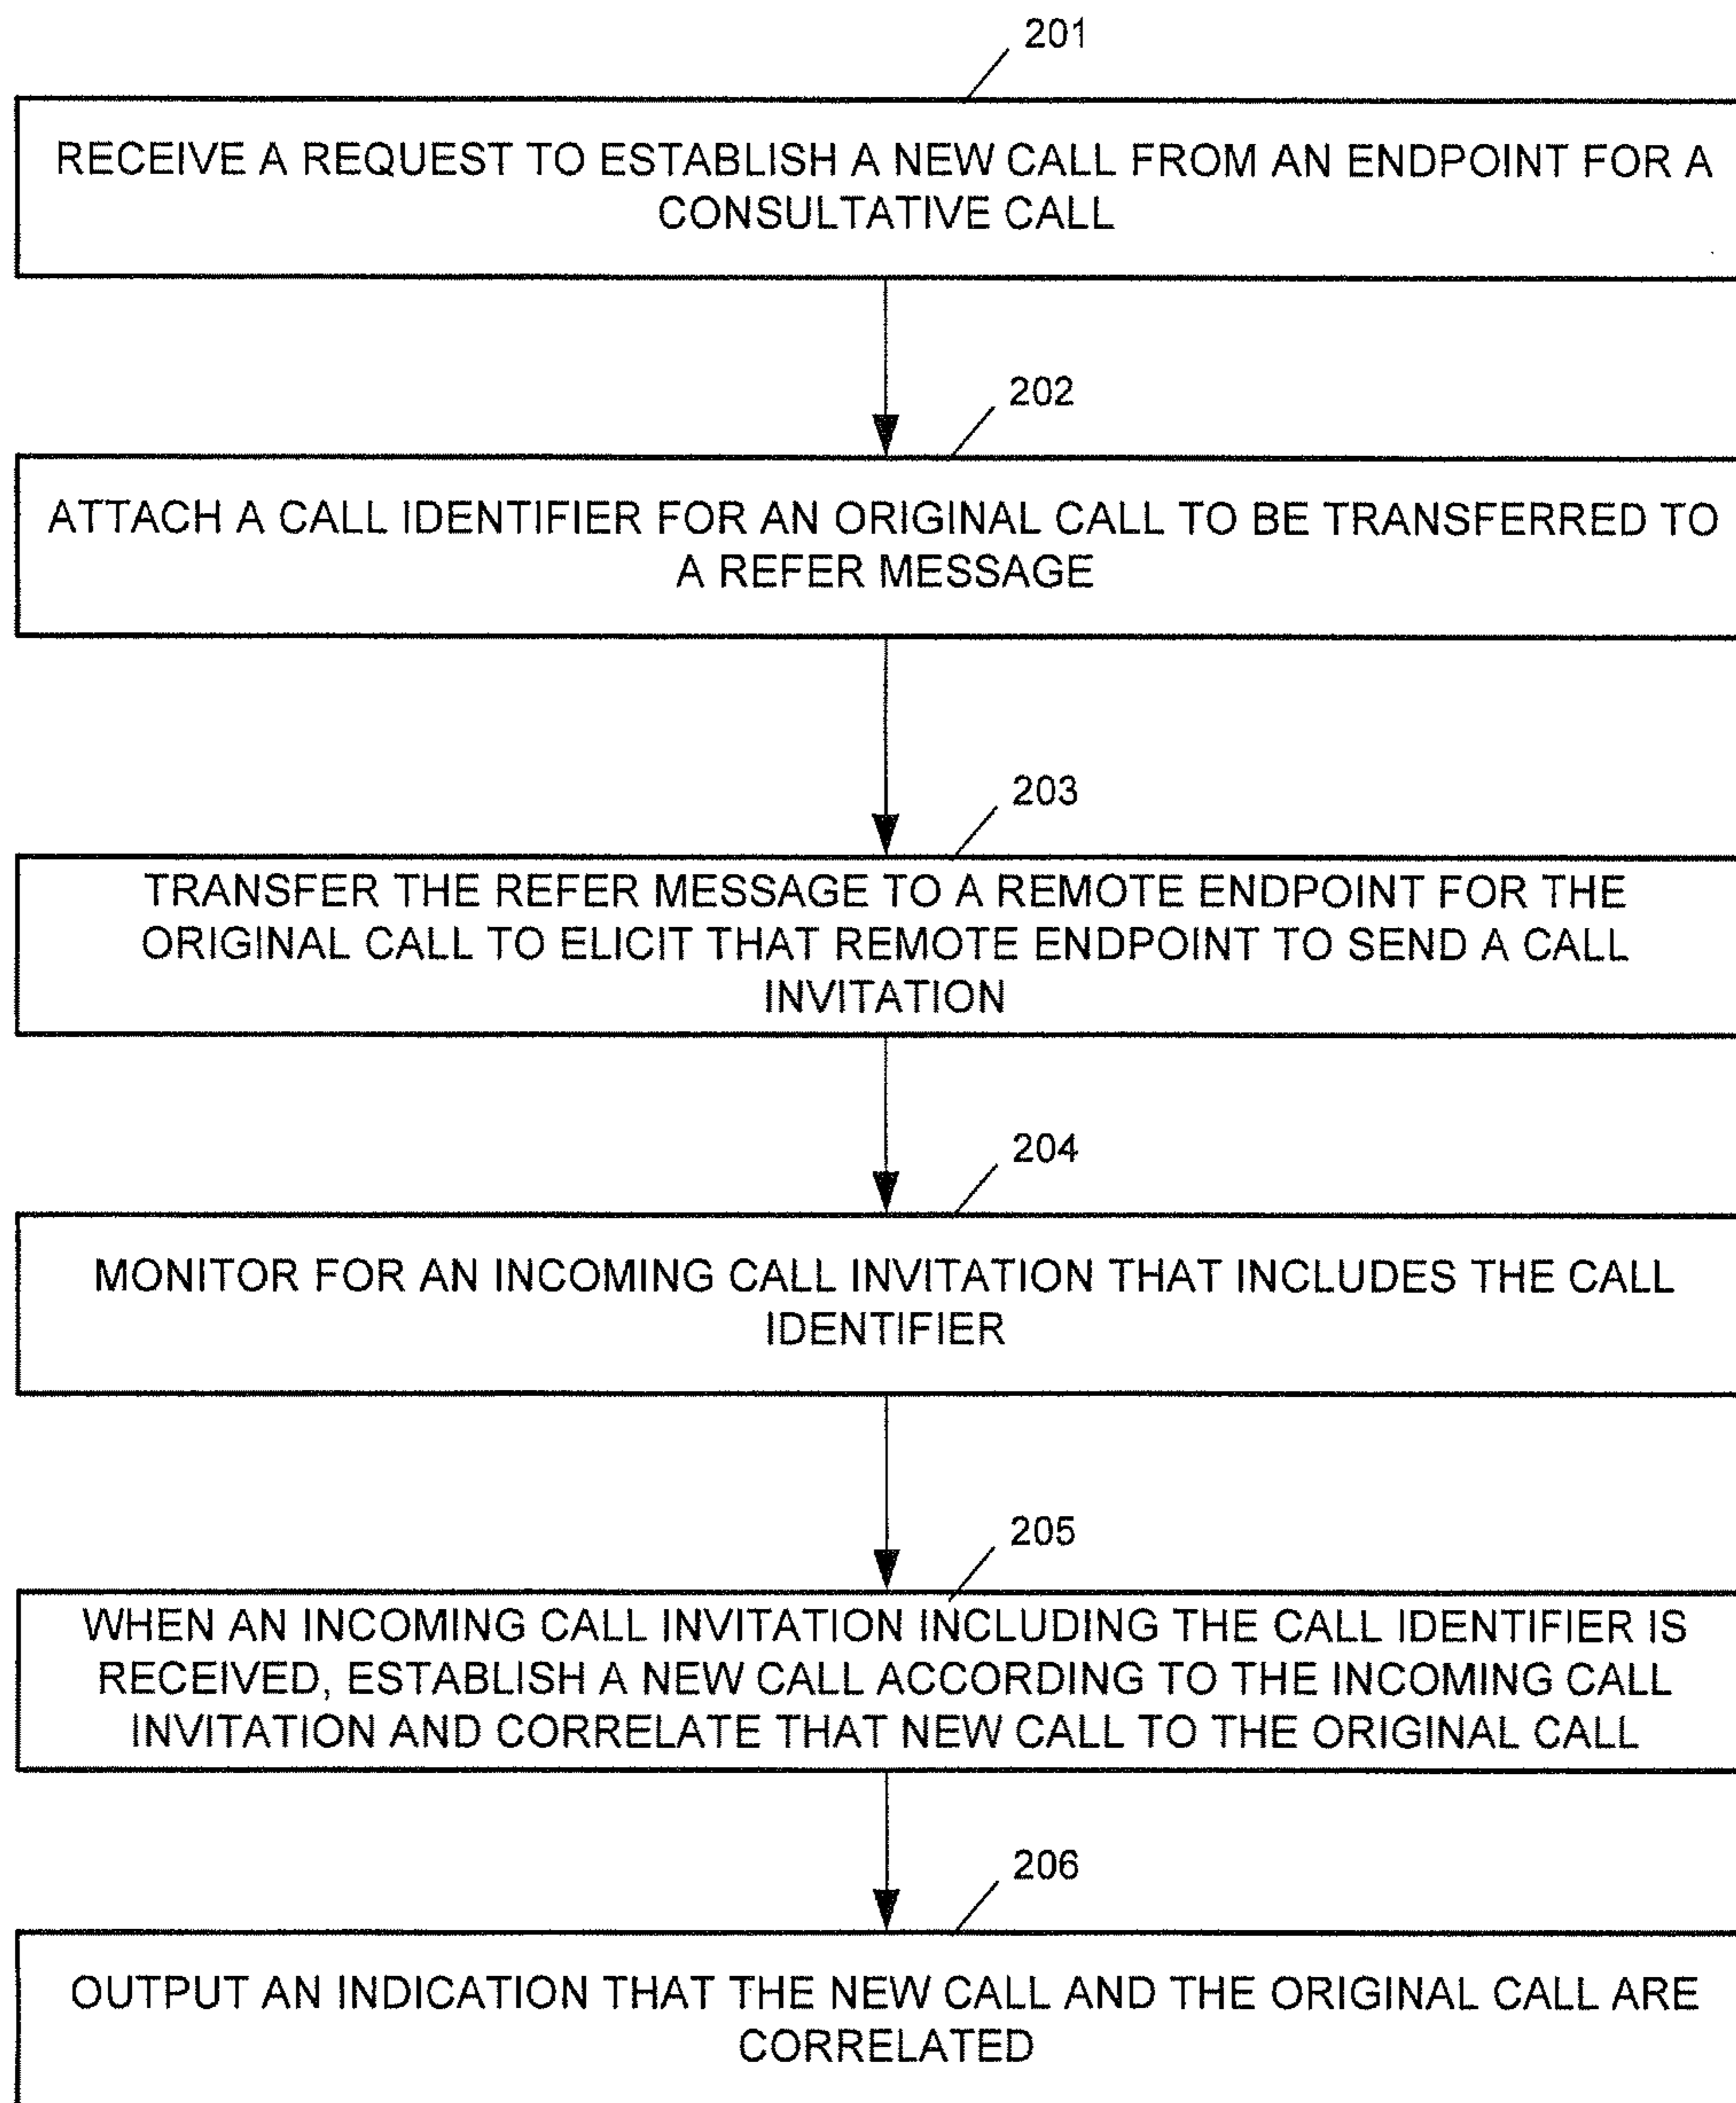 201
RECEIVE A REQUEST TO ESTABLISH A NEW CALL FROM AN ENDPOINT FOR A
CONSULTATIVE CALL
202
ATTACH A CALL IDENTIFIER FOR AN ORIGINAL CALL TO BE TRANSFERRED TO
A REFER MESSAGE
203
TRANSFER THE REFER MESSAGE TO A REMOTE ENDPOINT FOR THE
ORIGINAL CALL TO ELICIT THAT REMOTE ENDPOINT TO SEND A CALL
INVITATION
204
MONITOR FOR AN INCOMING CALL INVITATION THAT INCLUDES THE CALL
IDENTIFIER
205
WHEN AN INCOMING CALL INVITATION INCLUDING THE CALL IDENTIFIER IS
RECEIVED, ESTABLISH A NEW CALL ACCORDING TO THE INCOMING CALL
INVITATION AND CORRELATE THAT NEW CALL TO THE ORIGINAL CALL
206
OUTPUT AN INDICATION THAT THE NEW CALL AND THE ORIGINAL CALL ARE
CORRELATED